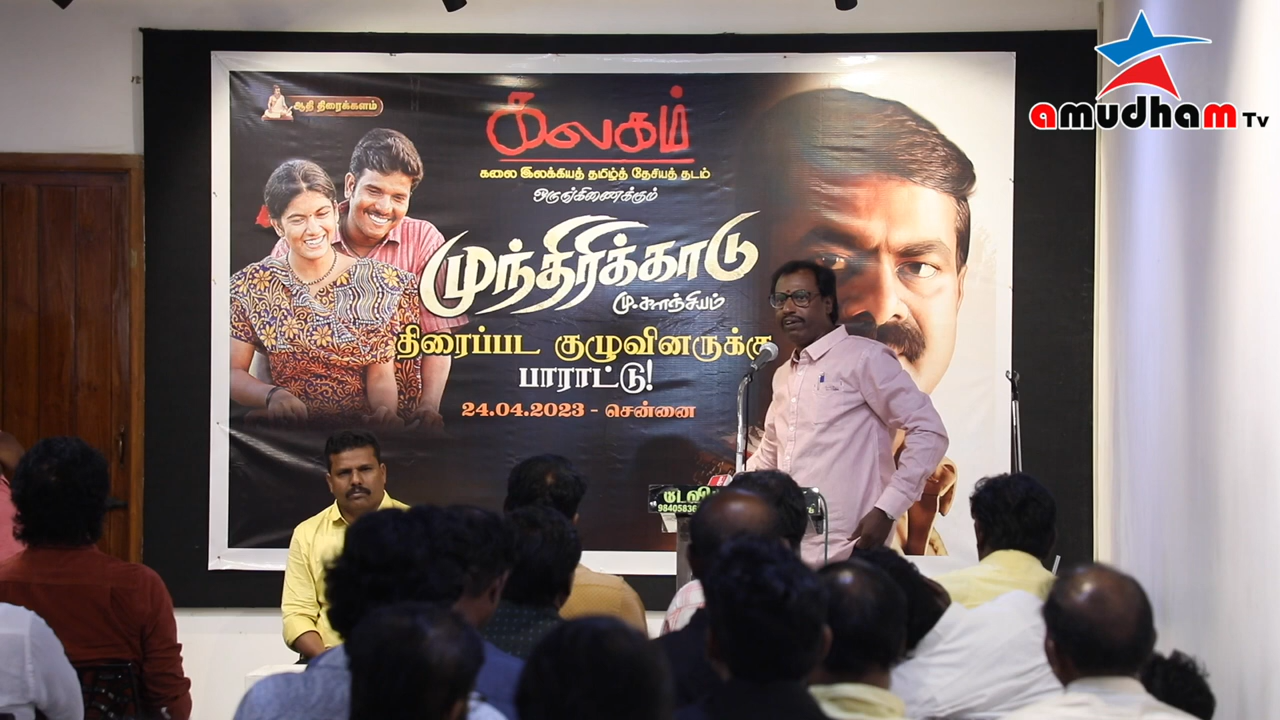 amudham Tv
ஆதி திரைக்களம்
கலகம்
கலை இலக்கியத் தமிழ்த் தேசியத் தடம்
ஒருங்கிணைக்கும்
முந்திரிக்காடு
மு.களஞ்சியம்
திரைப்பட குழுவினருக்கு
பாராட்டு!
24.04.2023 - சென்னை